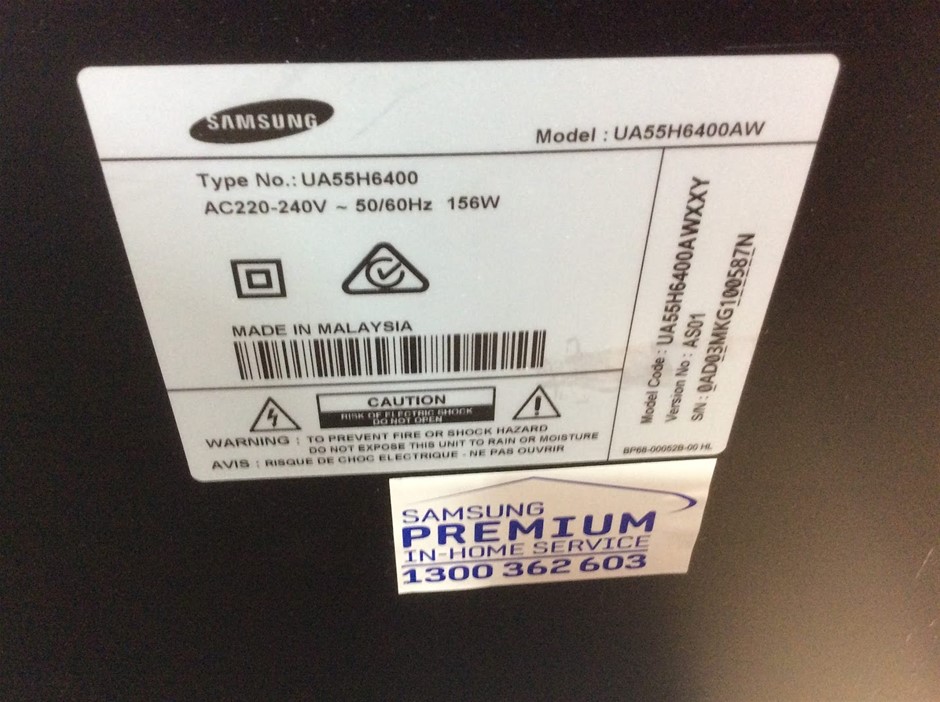 SAMSUNG
Model : UA55H6400AW
Type No.: UA55H6400
AC220-240V ~ 50/60Hz 156W
MADE IN MALAYSIA
CAUTION
RISK OF ELECTRIC SHOCK
DO NOT OPEN
WARNING : TO PREVENT FIRE OR SHOCK HAZARD
DO NOT EXPOSE THIS UNIT TO RAIN OR MOISTURE
AVIS : RISQUE DE CHOC ELECTRIQUE - NE PAS OUVRIR
Model Code : UA55H6400AWXXY
Version No : AS01
S/N : 0AD03MKG100587N
BP68-00052B-00 HL
SAMSUNG
PREMIUM
IN-HOME SERVICE
1300 362 603